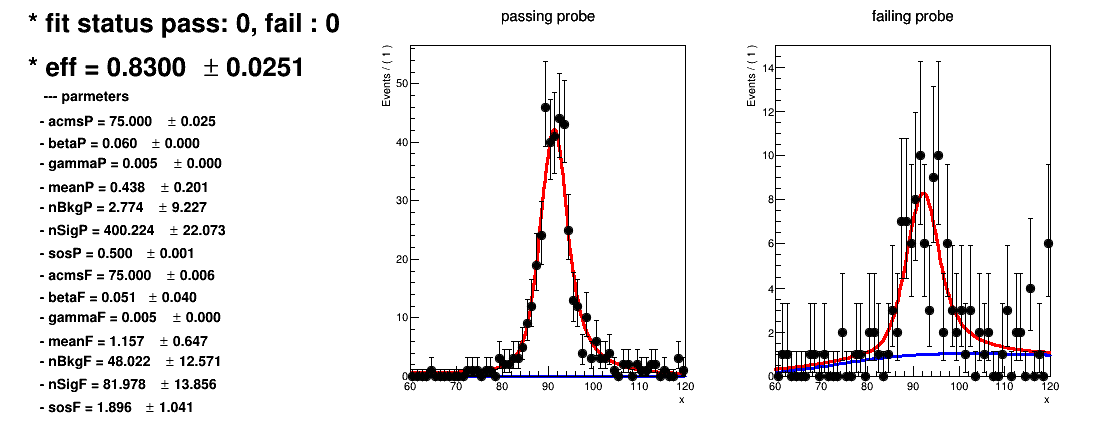 * fit status pass: 0, fail : 0
* eff = 0.8300 ± 0.0251
--- parmeters
- acmsP = 75.000 ± 0.025
- betaP = 0.060 ± 0.000
- gammaP = 0.005 ± 0.000
- meanP = 0.438 ± 0.201
- nBkgP = 2.774 ± 9.227
- nSigP = 400.224 ± 22.073
- sosP = 0.500 ± 0.001
- acmsF = 75.000 ± 0.006
- betaF = 0.051 ± 0.040
- gammaF = 0.005 ± 0.000
- meanF = 1.157 ± 0.647
- nBkgF = 48.022 ± 12.571
- nSigF = 81.978 ± 13.856
- sosF = 1.896 ± 1.041
passing probe
Events / ( 1 )
50
40
30
20
10
0
60 70 80 90 100 110 120
x
failing probe
Events / ( 1 )
14
12
10
8
6
4
2
0
60 70 80 90 100 110 120
x